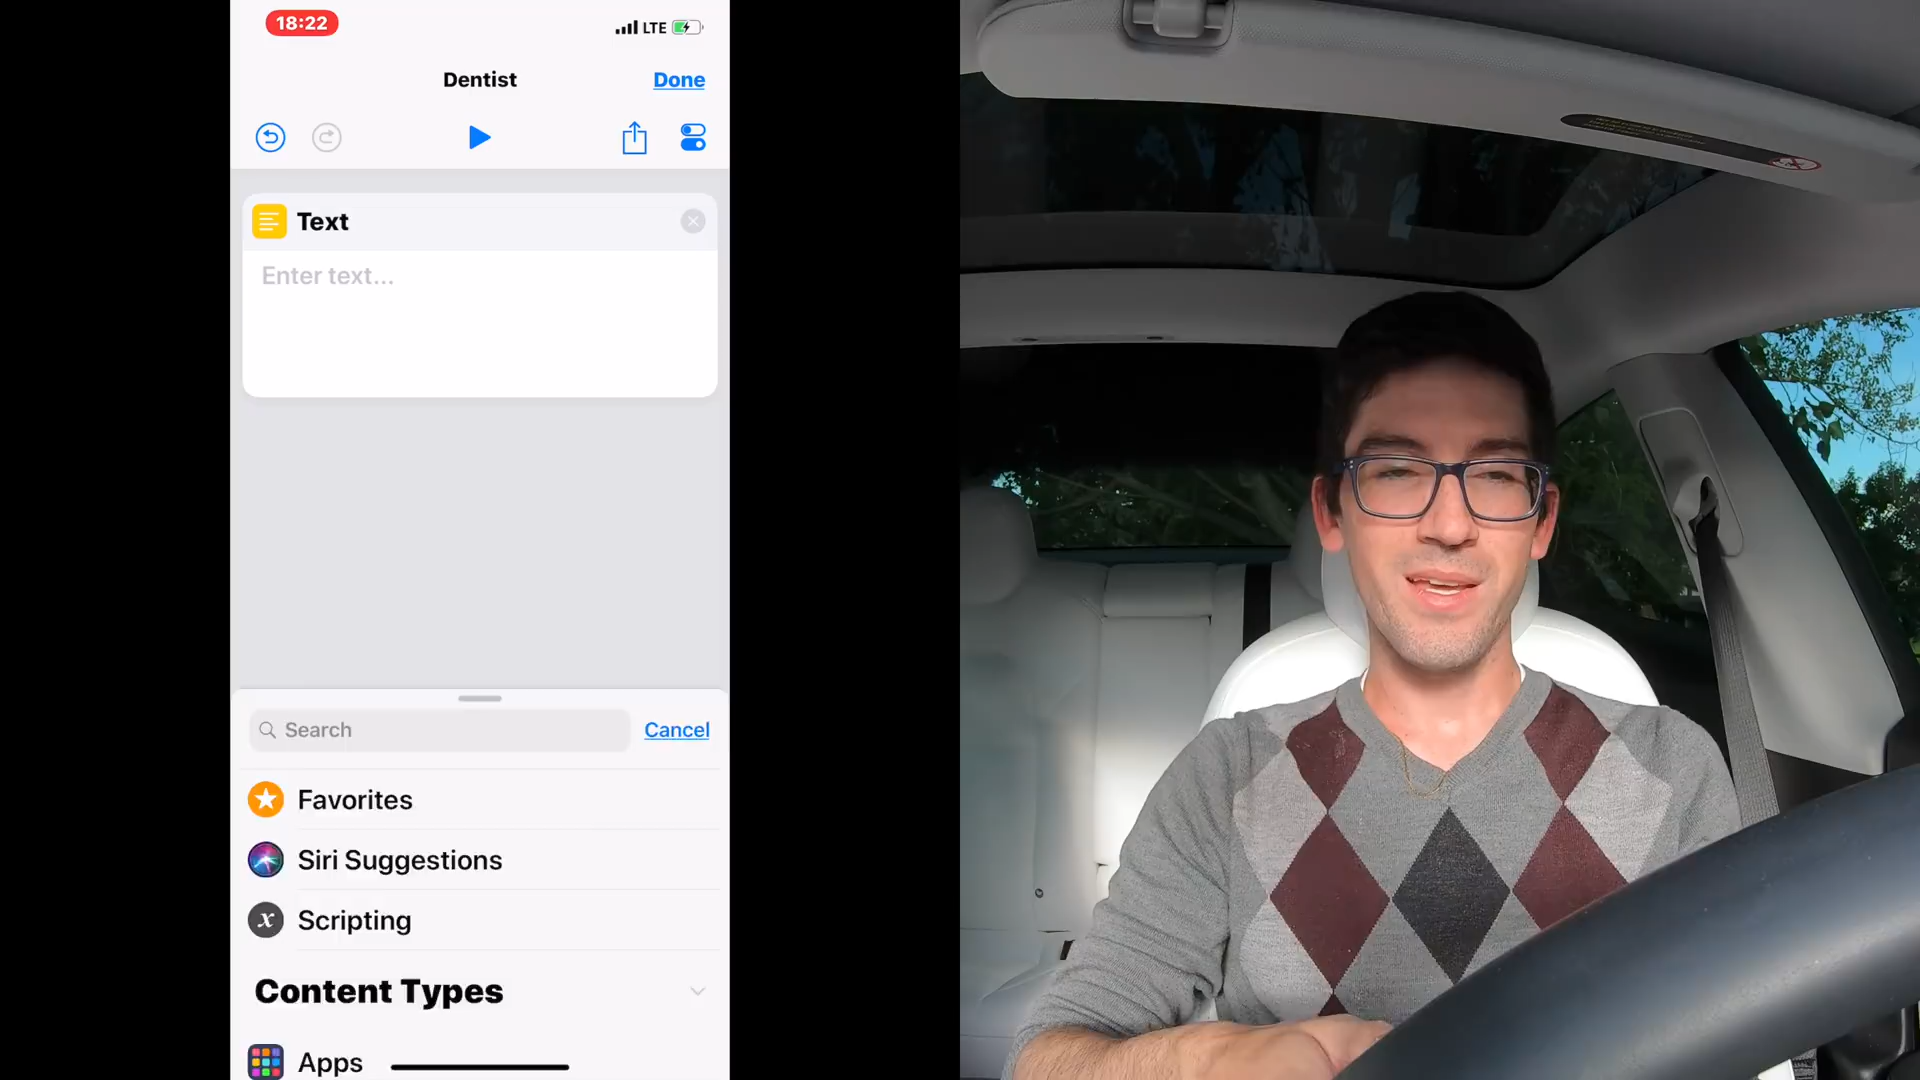 18:22
LTE
Dentist
Done
Text
Enter text...
Search
Cancel
Favorites
Siri Suggestions
x Scripting
Content Types
Apps